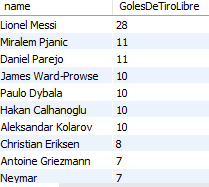 name GolesDeTiroLibre
Lionel Messi 28
Miralem Pjanic 11
Daniel Parejo 11
James Ward-Prowse 10
Paulo Dybala 10
Hakan Calhanoglu 10
Aleksandar Kolarov 10
Christian Eriksen 8
Antoine Griezmann 7
Neymar 7